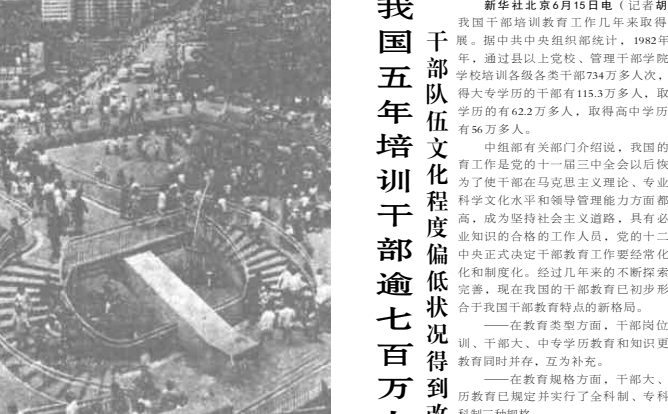 我国五年培训干部逾七百万
干部队伍文化程度偏低状况得到改
新华社北京6月15日电（记者胡
我国干部培训教育工作几年来取得
展。据中共中央组织部统计，1982年
年，通过县以上党校、管理干部学院
学校培训各级各类干部734万多人次，
得大专学历的干部有115.3万多人，取
学历的有62.2万多人，取得高中学历
有56万多人。
中组部有关部门介绍说，我国的
育工作是党的十一届三中全会以后恢
为了使干部在马克思主义理论、专业
科学文化水平和领导管理能力方面都
高，成为坚持社会主义道路，具有必
业知识的合格的工作人员，党的十二
中央正式决定干部教育工作要经常化
化和制度化。经过几年来的不断探索
完善，现在我国的干部教育已初步形
合于我国干部教育特点的新格局。
——在教育类型方面，干部岗位
训、干部大、中专学历教育和知识更
教育同时并存，互为补充。
——在教育规格方面，干部大、
历教育已规定并实行了全科制、专科